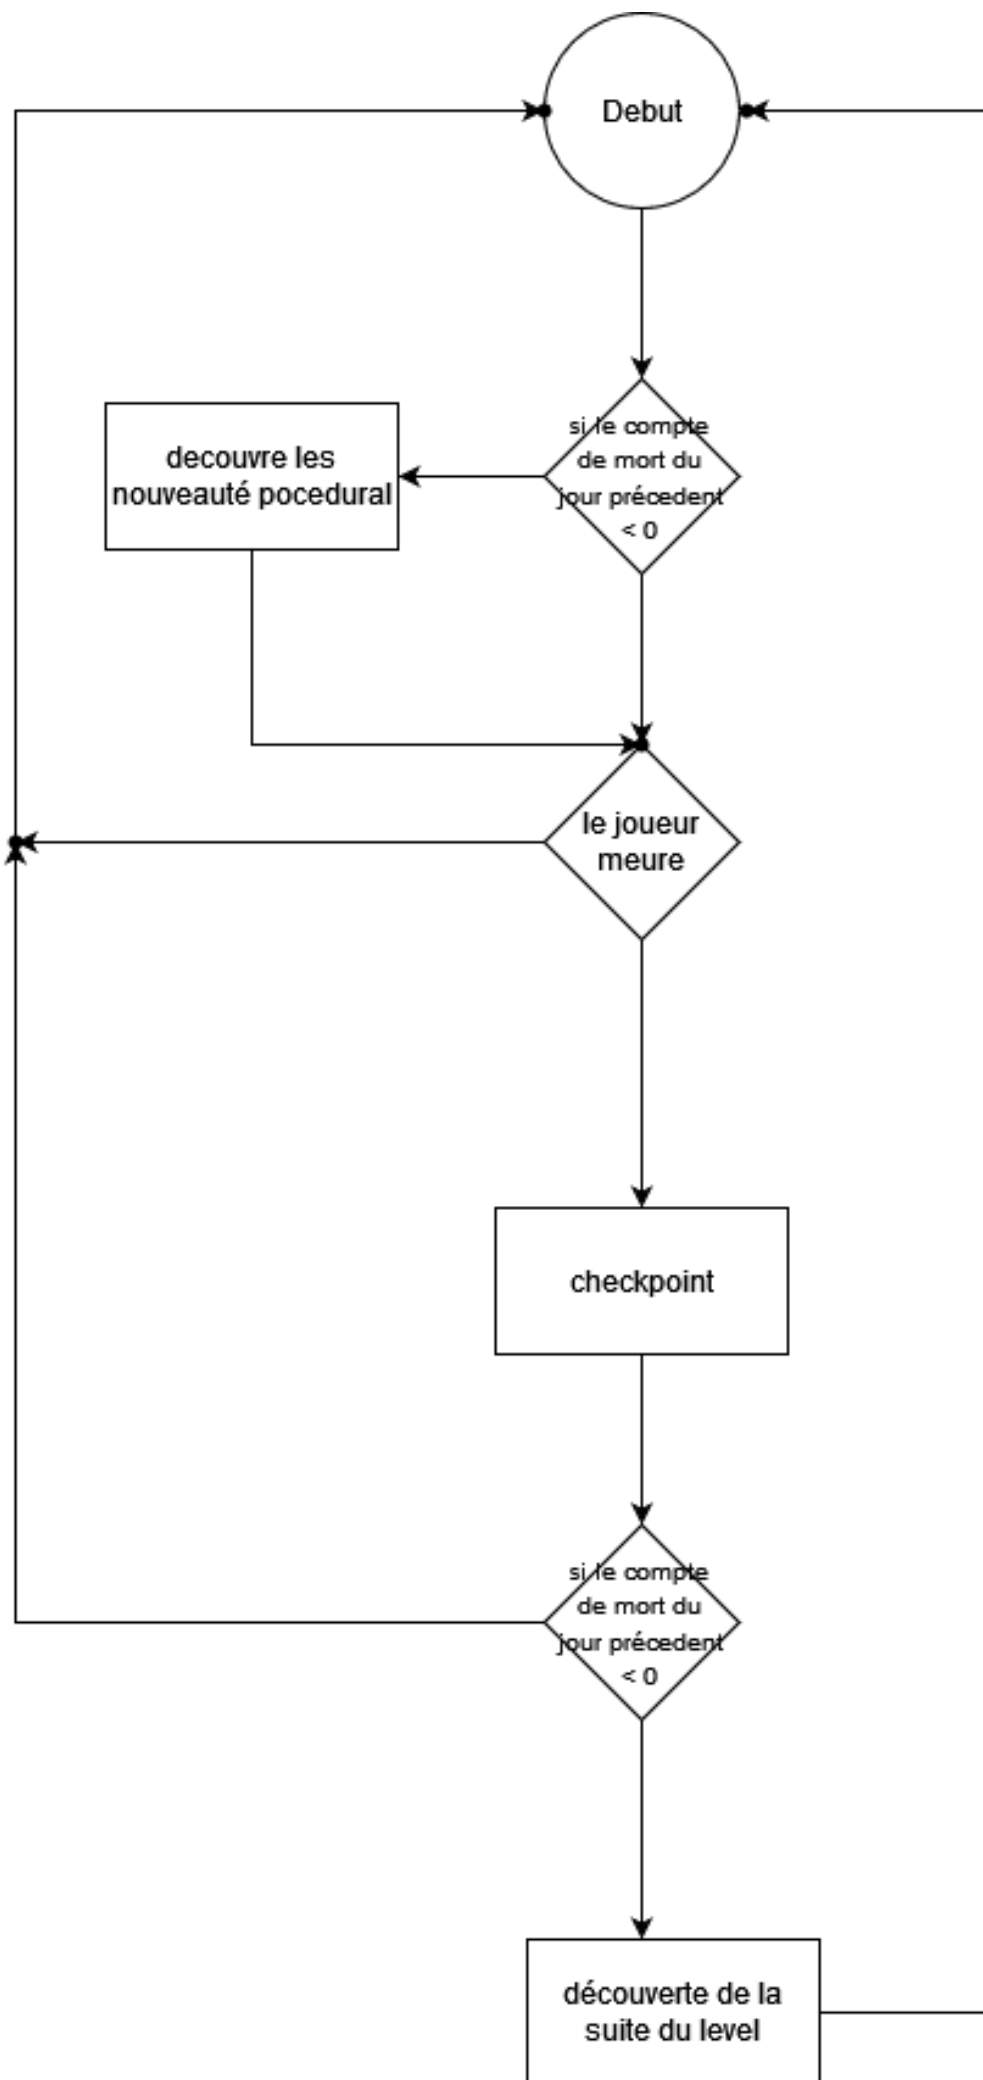 Debut
si le compte
de mort du
jour précedent
< 0
decouvre les
nouveauté pocedural
le joueur
meure
checkpoint
si le compte
de mort du
jour précedent
< 0
découverte de la
suite du level